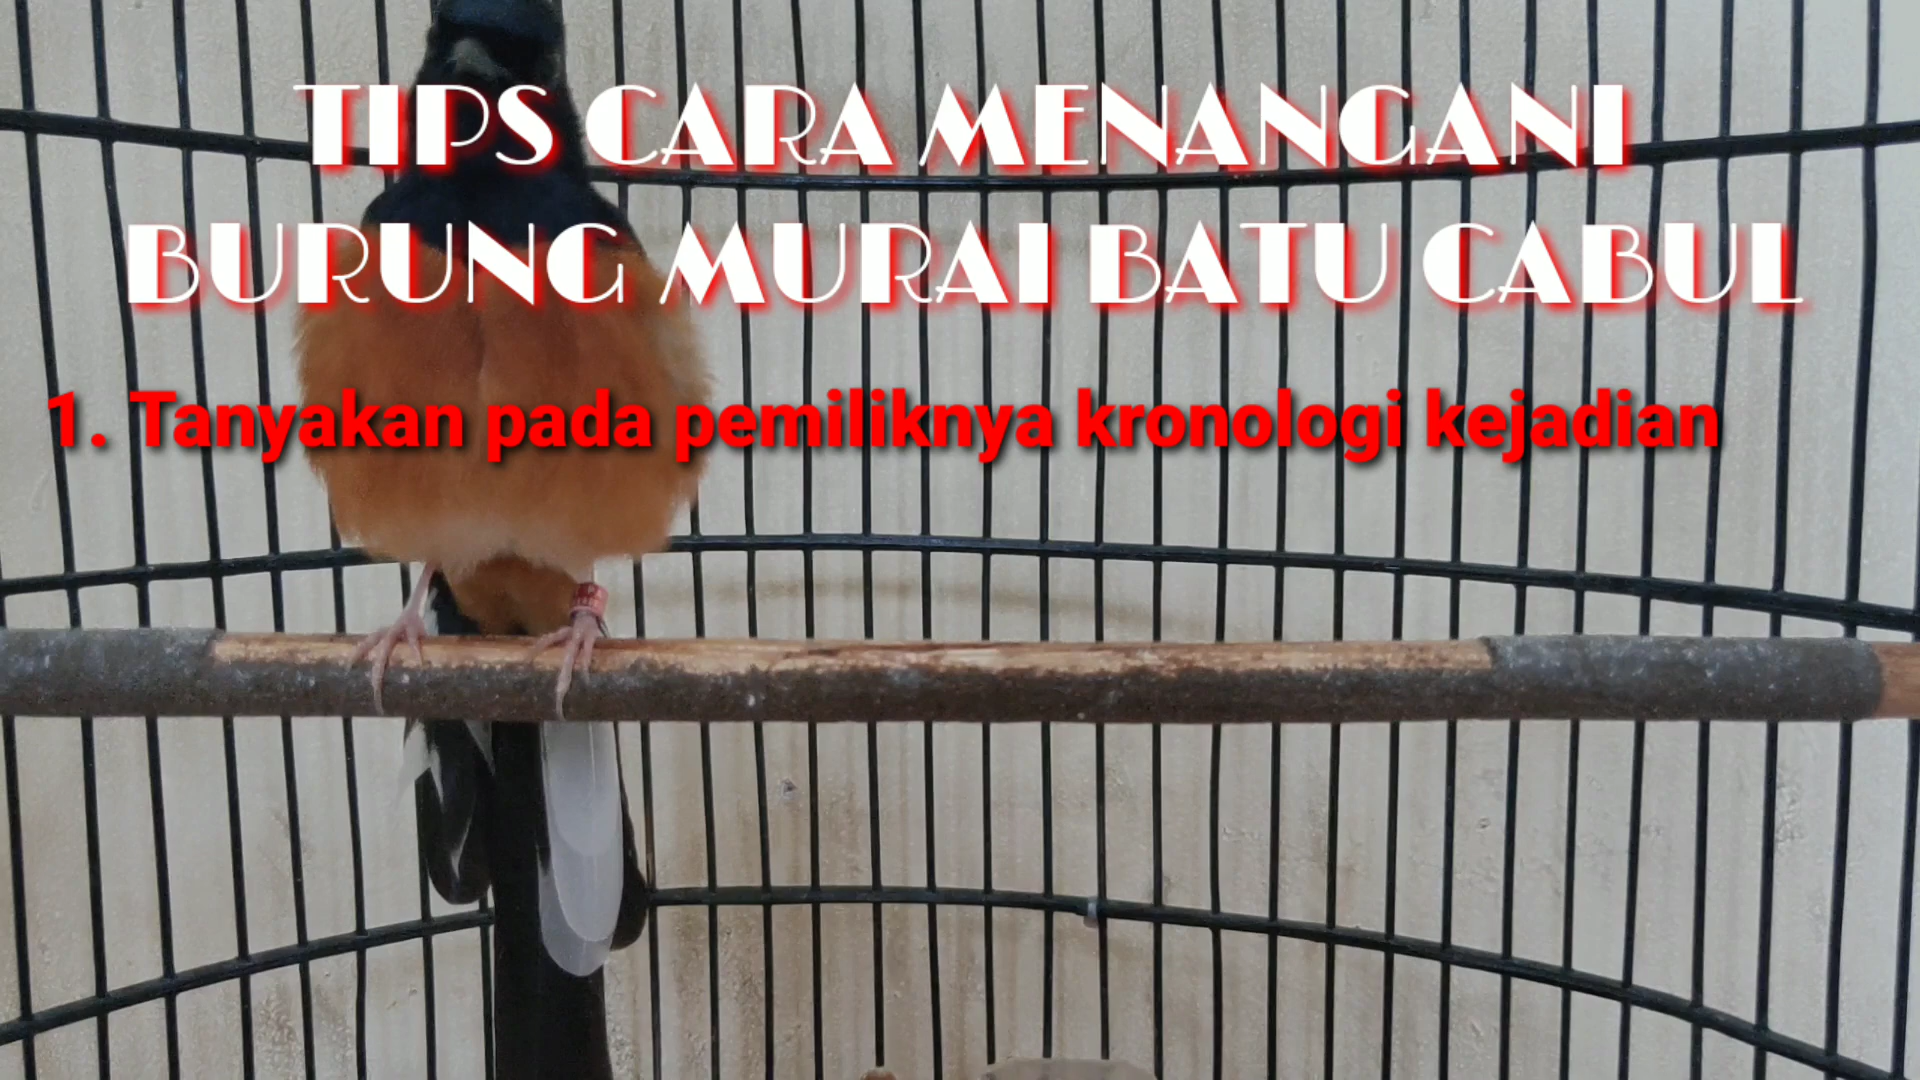 TIPS CARA MENANGANI
BURUNG MURAI BATU CABUL
1. Tanyakan pada pemiliknya kronologi kejadian